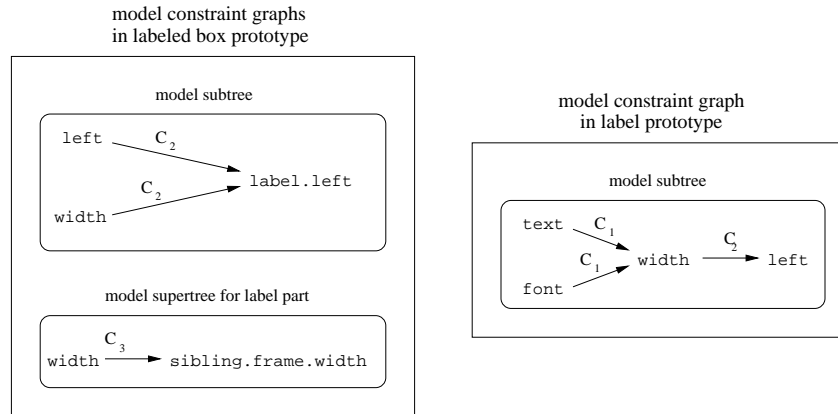 model constraint graphs
in labeled box prototype
model subtree
left
C2
label.left
C2
width
model supertree for label part
C3
width
sibling.frame.width
model constraint graph
in label prototype
model subtree
text
C1
C2
C1
width
left
font